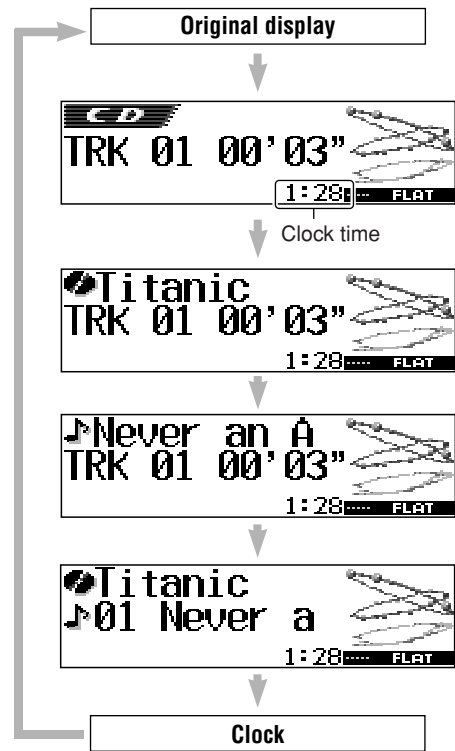 Original display
CD
TRK 01 00'03"
1:28 FLAT
Clock time
Titanic
TRK 01 00'03"
1:28 FLAT
Never an A
TRK 01 00'03"
1:28 FLAT
Titanic
01 Never a
1:28 FLAT
Clock